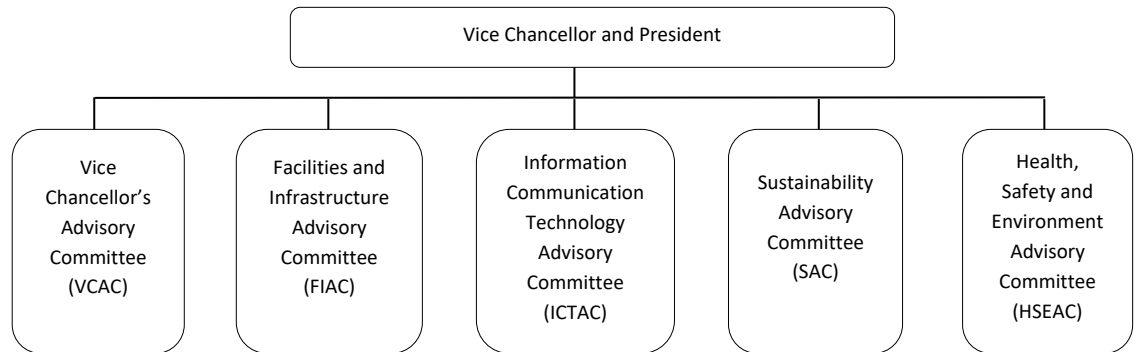 Vice Chancellor and President
Vice
Chancellor’s
Advisory
Committee
(VCAC)
Facilities and
Infrastructure
Advisory
Committee
(FIAC)
Information
Communication
Technology
Advisory
Committee
(ICTAC)
Sustainability
Advisory
Committee
(SAC)
Health,
Safety and
Environment
Advisory
Committee
(HSEAC)